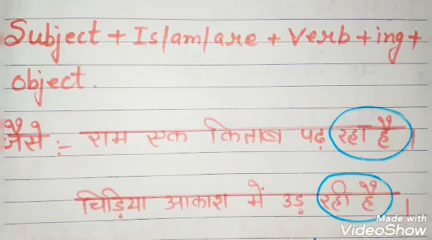 Subject + Is/am/are + Verb + ing +
object.
जैसे :- राम एक किताब पढ़ रहा है ।
चिड़िया आकाश में उड़ रही है ।
Made with
VideoShow